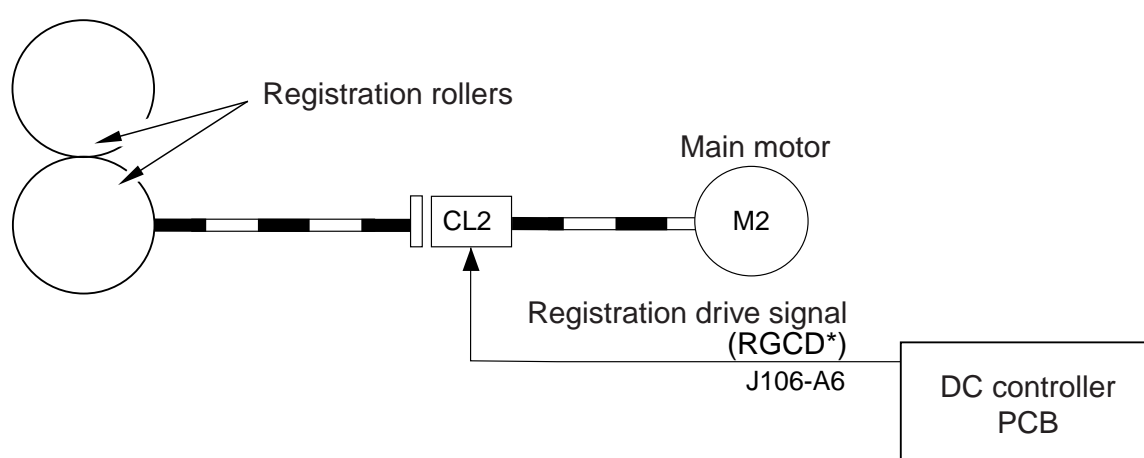 Registration rollers
Main motor
CL2
M2
Registration drive signal
(RGCD*)
J106-A6
DC controller
PCB